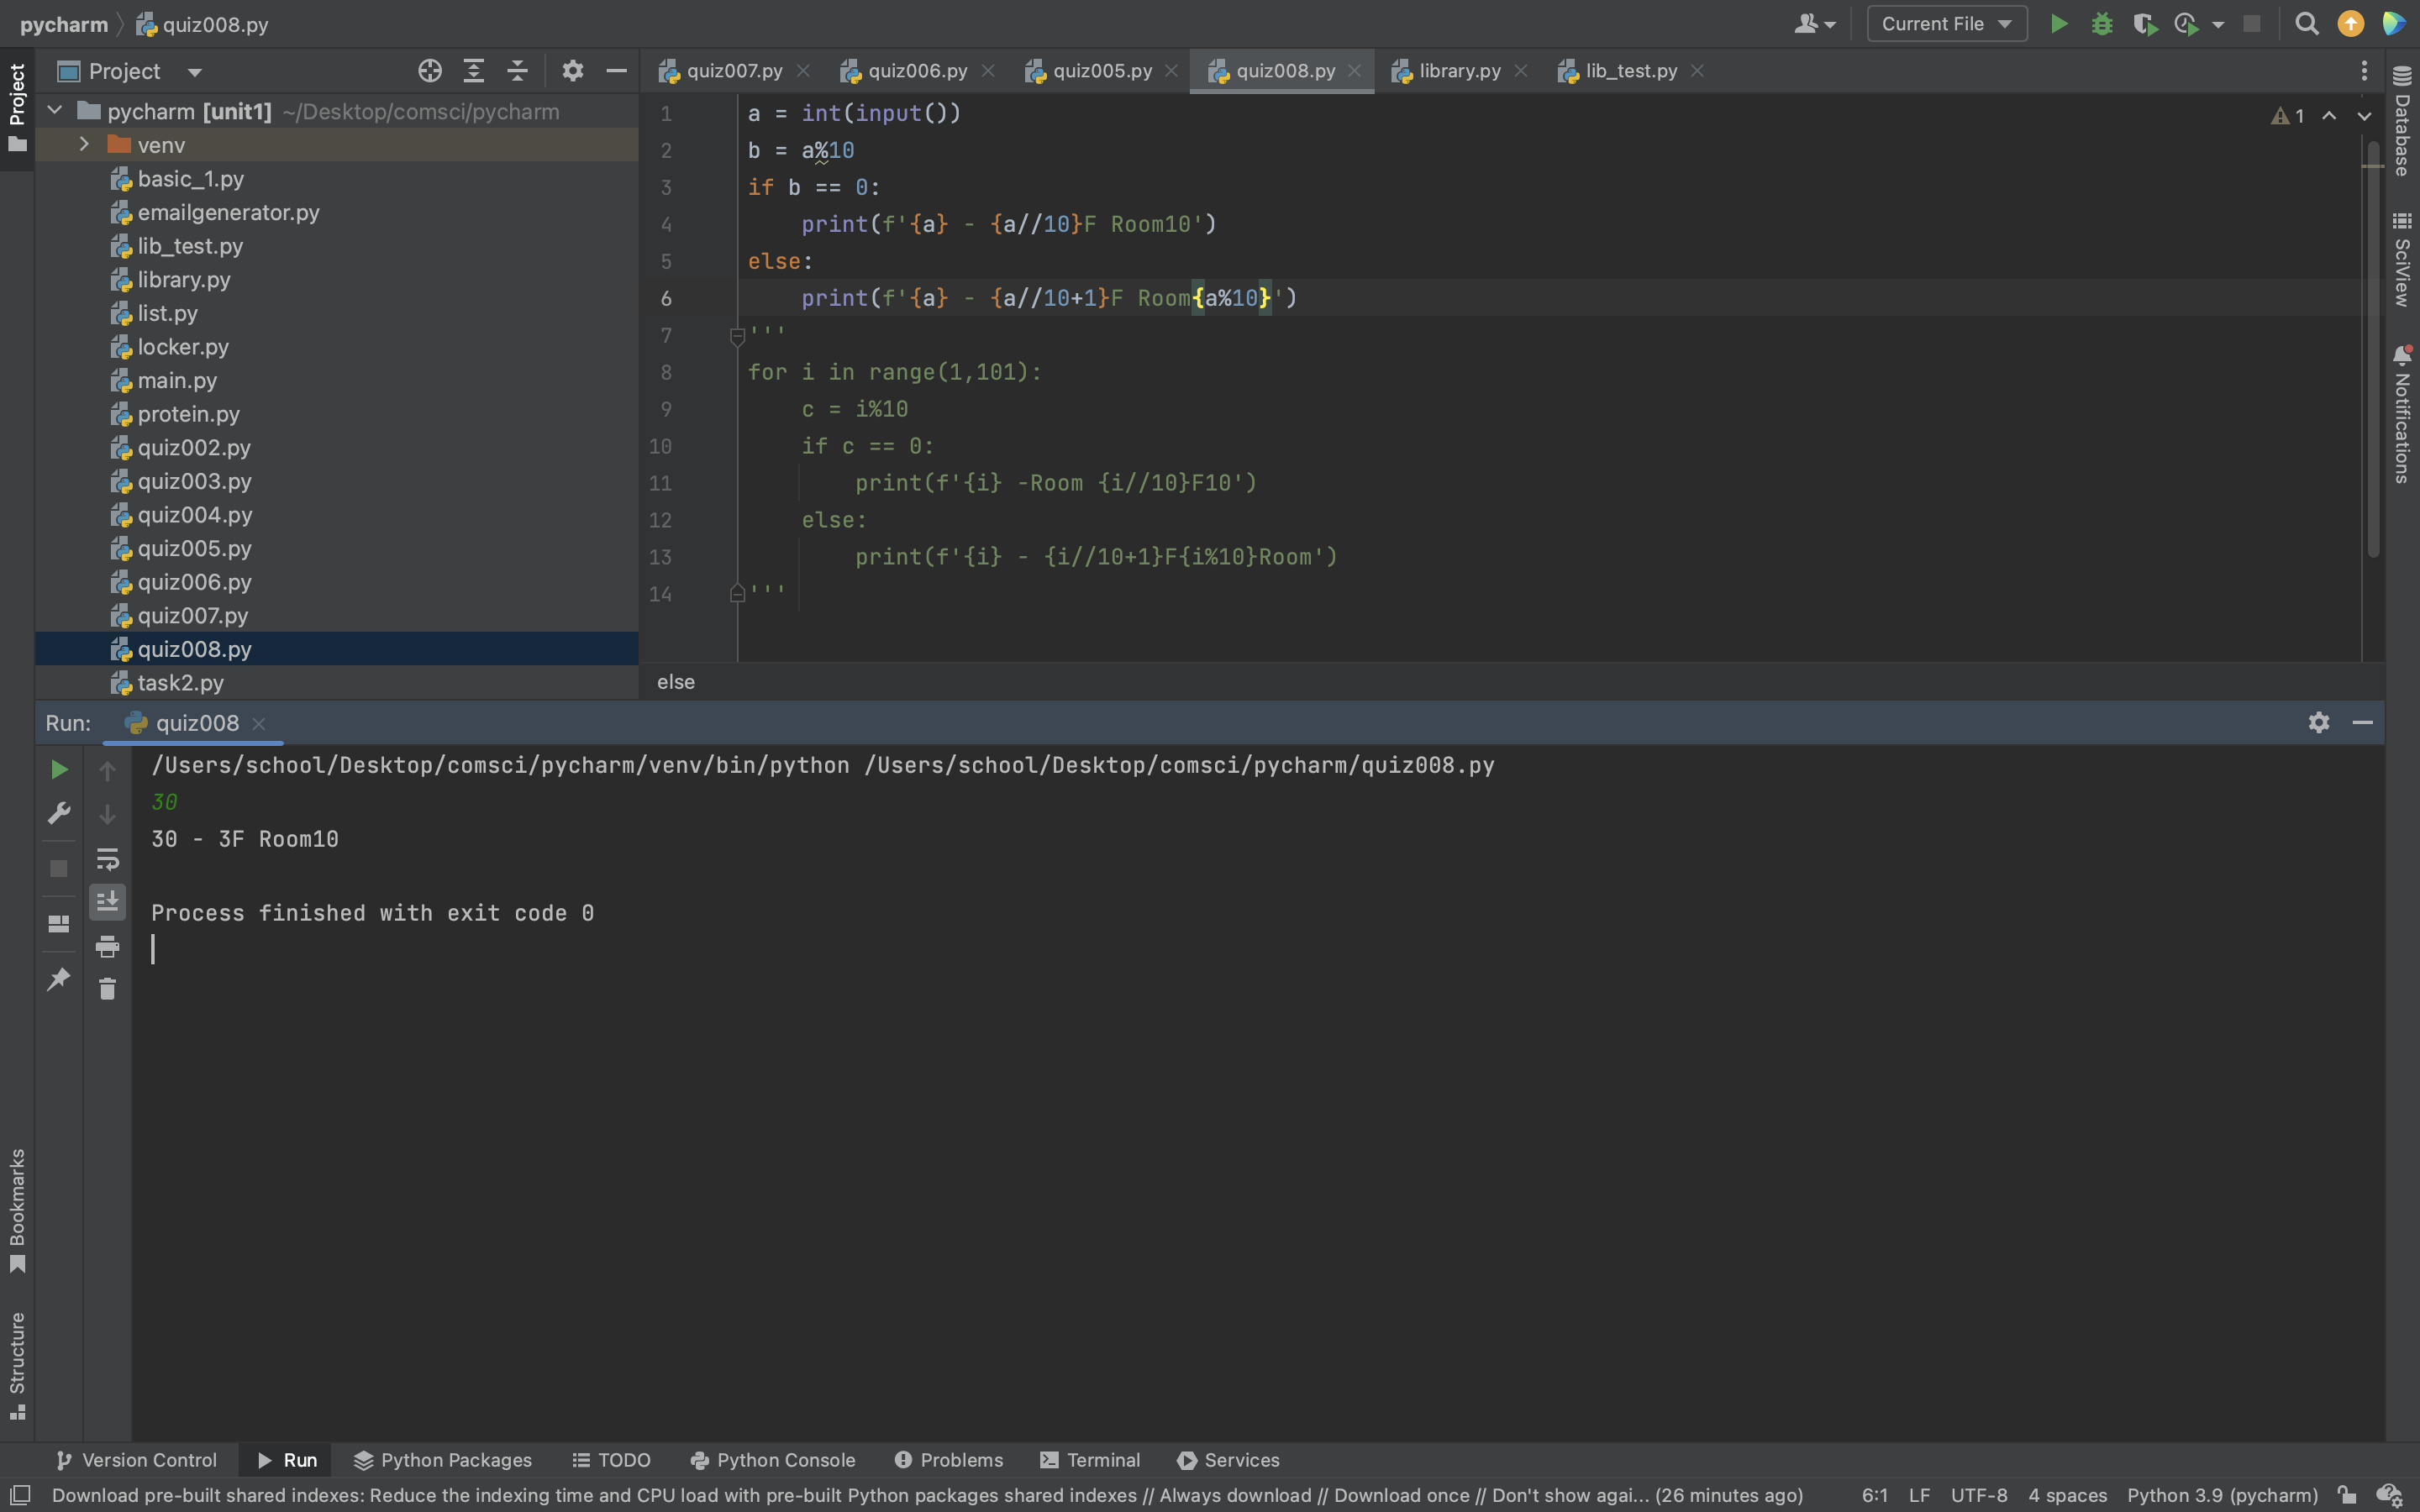 pycharm quiz008.py Current File
Project quiz007.py quiz006.py quiz005.py quiz008.py library.py lib_test.py
Project
pycharm [unit1] ~/Desktop/comsci/pycharm
venv
basic_1.py
emailgenerator.py
lib_test.py
library.py
list.py
locker.py
main.py
protein.py
quiz002.py
quiz003.py
quiz004.py
quiz005.py
quiz006.py
quiz007.py
quiz008.py
task2.py
1 a = int(input())
2 b = a%10
3 if b == 0:
4     print(f'{a} - {a//10}F Room10')
5 else:
6     print(f'{a} - {a//10+1}F Room{a%10}')
7 '''
8 for i in range(1,101):
9     c = i%10
10     if c == 0:
11         print(f'{i} -Room {i//10}F10')
12     else:
13         print(f'{i} - {i//10+1}F{i%10}Room')
14 '''
1
else
Database
SciView
Notifications
Run: quiz008
/Users/school/Desktop/comsci/pycharm/venv/bin/python /Users/school/Desktop/comsci/pycharm/quiz008.py
30
30 - 3F Room10
Process finished with exit code 0
Bookmarks
Structure
Version Control Run Python Packages TODO Python Console Problems Terminal Services
Download pre-built shared indexes: Reduce the indexing time and CPU load with pre-built Python packages shared indexes // Always download // Download once // Don't show agai... (26 minutes ago) 6:1 LF UTF-8 4 spaces Python 3.9 (pycharm)